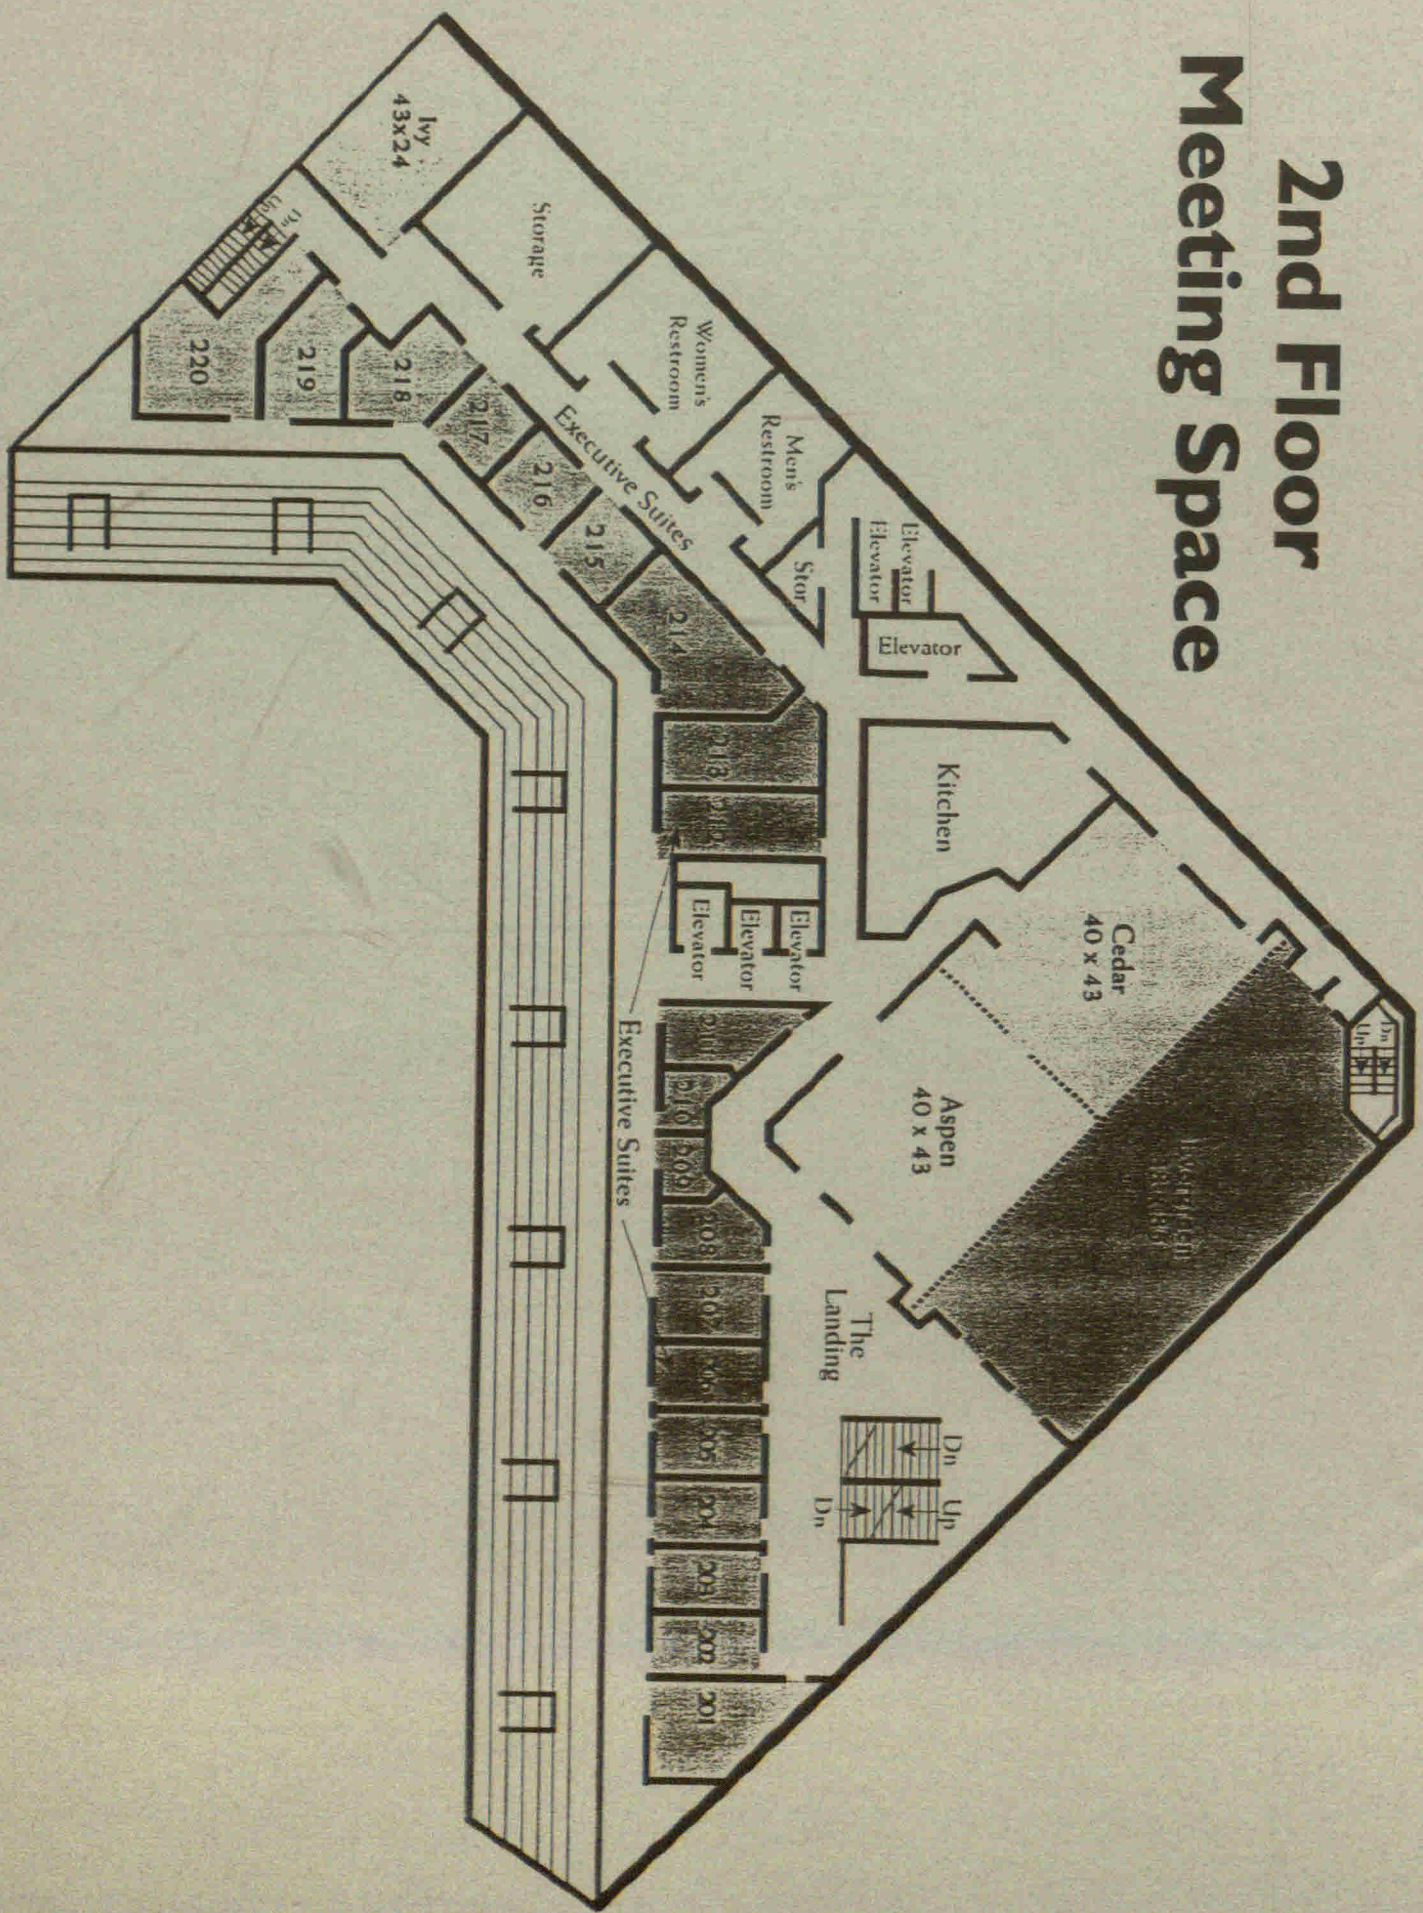 2nd Floor
Meeting Space
Ivy
43x24
Storage
Women's
Restroom
Men's
Restroom
Stor
Elevator
Elevator
Elevator
Kitchen
Cedar
40 x 43
Dn
Up
Evergreen
Aspen
40 x 43
The
Landing
Dn
Up
Dn
Up
Dn
220
219
218
217
216
215
214
213
212
Executive Suites
Elevator
Elevator
Elevator
Executive Suites
211
210
209
208
207
206
205
204
203
202
201